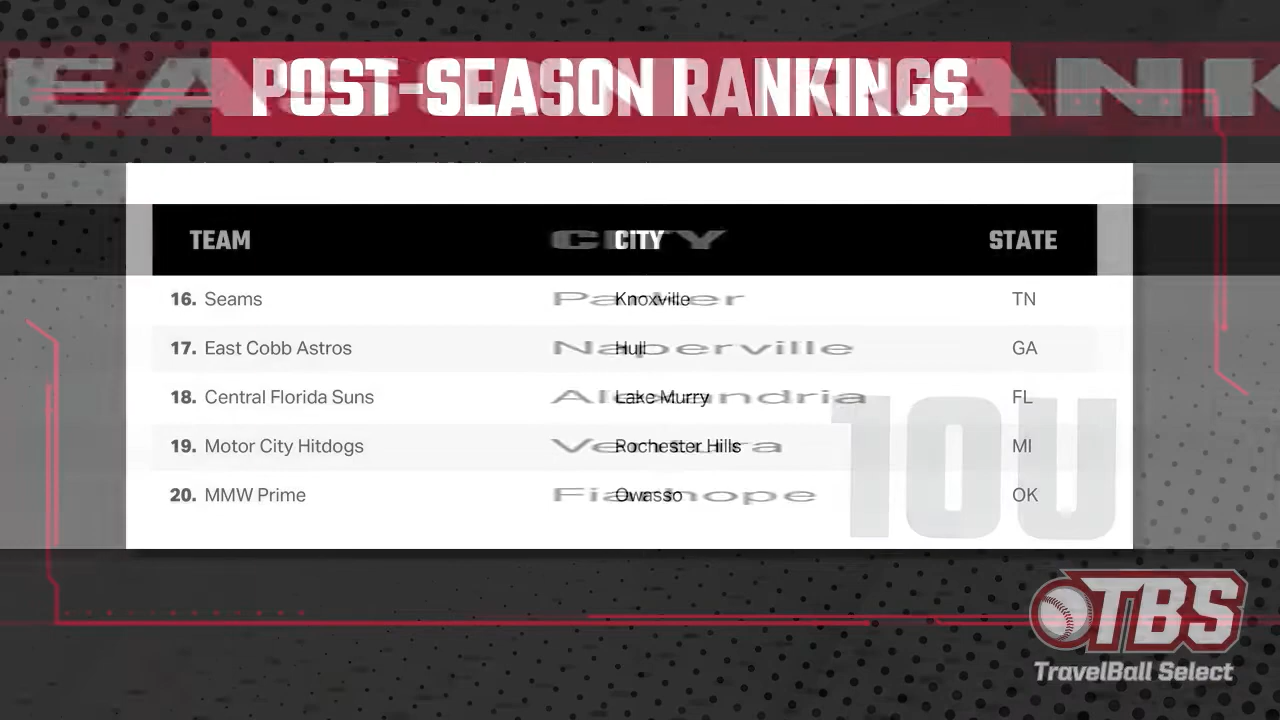 POST-SEASON RANKINGS
TEAM CITY STATE
16. Seams Knoxville TN
17. East Cobb Astros Hull GA
18. Central Florida Suns Lake Murry FL
19. Motor City Hitdogs Rochester Hills MI
20. MMW Prime Owasso OK
10U
TBS
TravelBall Select